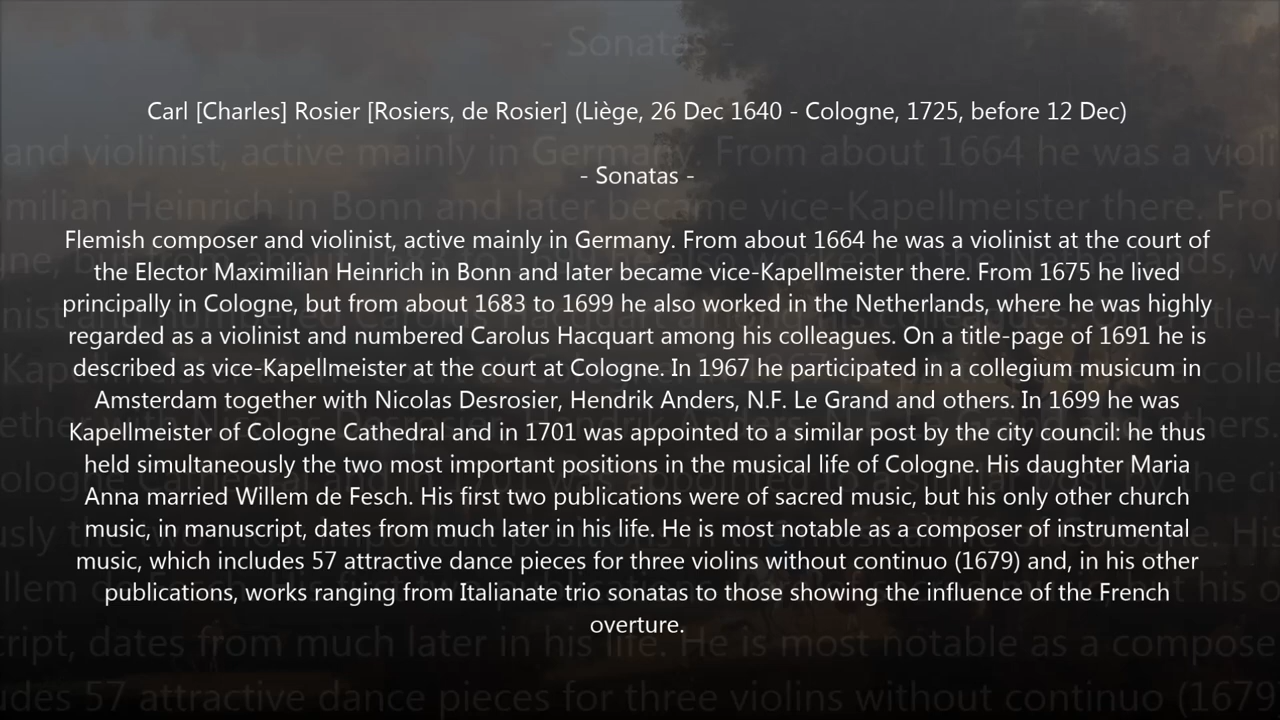 - Sonatas -
Carl [Charles] Rosier [Rosiers, de Rosier] (Liège, 26 Dec 1640 - Cologne, 1725, before 12 Dec)
- Sonatas -
Flemish composer and violinist, active mainly in Germany. From about 1664 he was a violinist at the court of
the Elector Maximilian Heinrich in Bonn and later became vice-Kapellmeister there. From 1675 he lived
principally in Cologne, but from about 1683 to 1699 he also worked in the Netherlands, where he was highly
regarded as a violinist and numbered Carolus Hacquart among his colleagues. On a title-page of 1691 he is
described as vice-Kapellmeister at the court at Cologne. In 1967 he participated in a collegium musicum in
Amsterdam together with Nicolas Desrosier, Hendrik Anders, N.F. Le Grand and others. In 1699 he was
Kapellmeister of Cologne Cathedral and in 1701 was appointed to a similar post by the city council: he thus
held simultaneously the two most important positions in the musical life of Cologne. His daughter Maria
Anna married Willem de Fesch. His first two publications were of sacred music, but his only other church
music, in manuscript, dates from much later in his life. He is most notable as a composer of instrumental
music, which includes 57 attractive dance pieces for three violins without continuo (1679) and, in his other
publications, works ranging from Italianate trio sonatas to those showing the influence of the French
overture.